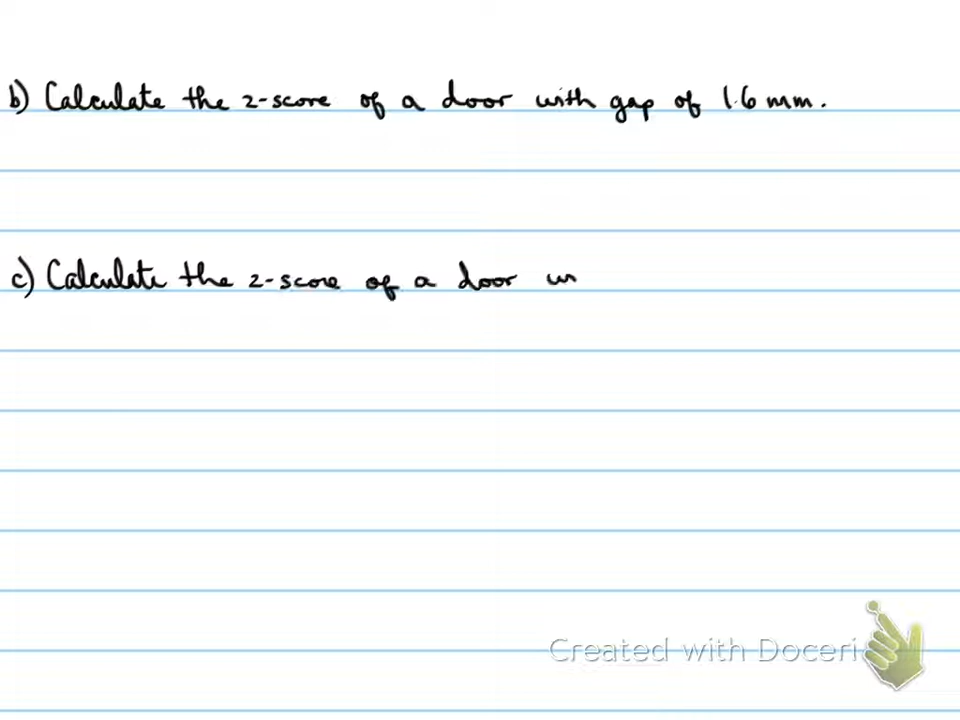 b) Calculate the z-score of a door with gap of 1.6 mm.
c) Calculate the z-score of a door
Created with Doceri